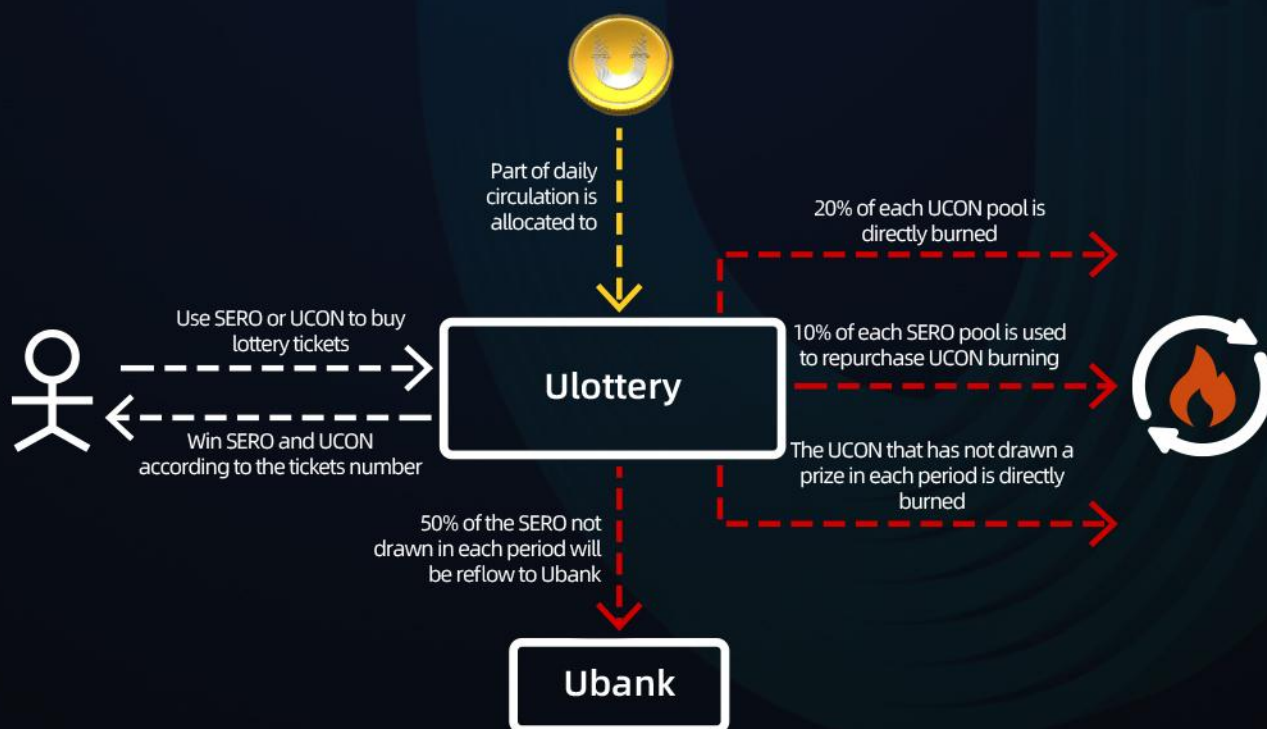 Part of daily
circulation is
allocated to
20% of each UCON pool is
directly burned
Use SERO or UCON to buy
lottery tickets
10% of each SERO pool is used
to repurchase UCON burning
Ulottery
Win SERO and UCON
according to the tickets number
The UCON that has not drawn a
prize in each period is directly
burned
50% of the SERO not
drawn in each period will
be reflow to Ubank
Ubank